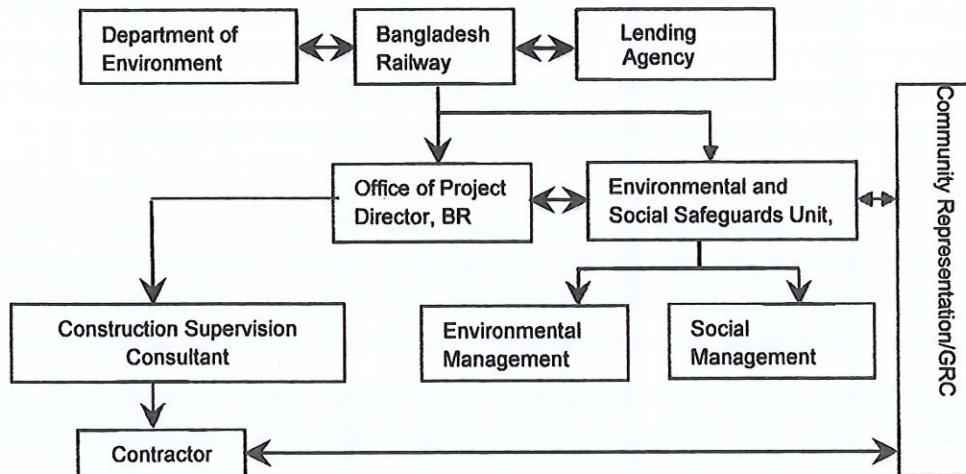 Department of
Environment
Bangladesh
Railway
Lending
Agency
Office of Project
Director, BR
Environmental and
Social Safeguards Unit,
Community Representation/GRC
Construction Supervision
Consultant
Environmental
Management
Social
Management
Contractor